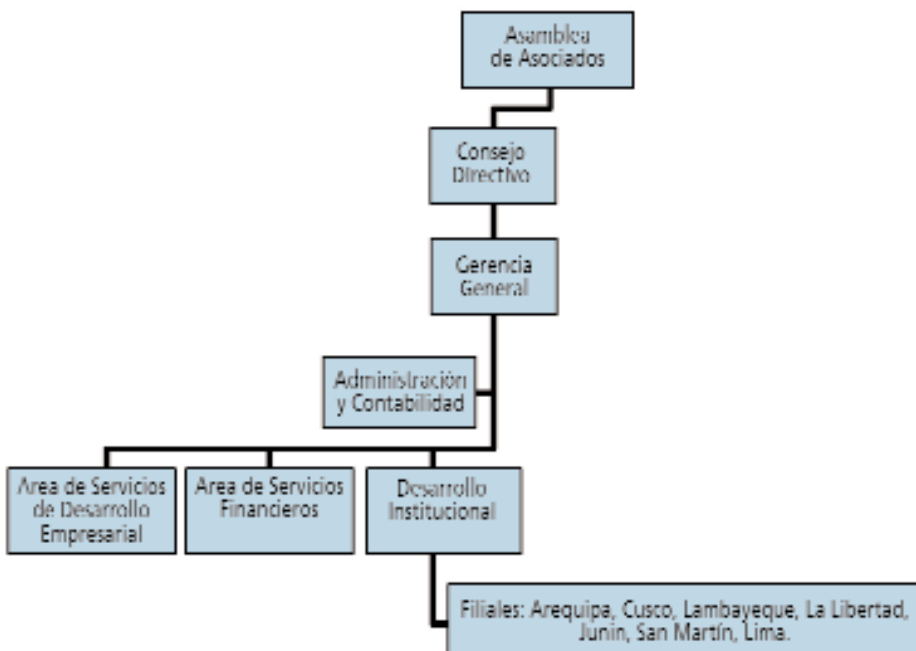 Asamblea
de Asociados
Consejo
Directivo
Gerencia
General
Administración
y Contabilidad
Area de Servicios
de Desarrollo
Empresarial
Area de Servicios
Financieros
Desarrollo
Institucional
Filiales: Arequipa, Cusco, Lambayeque, La Libertad,
Junin, San Martín, Lima.